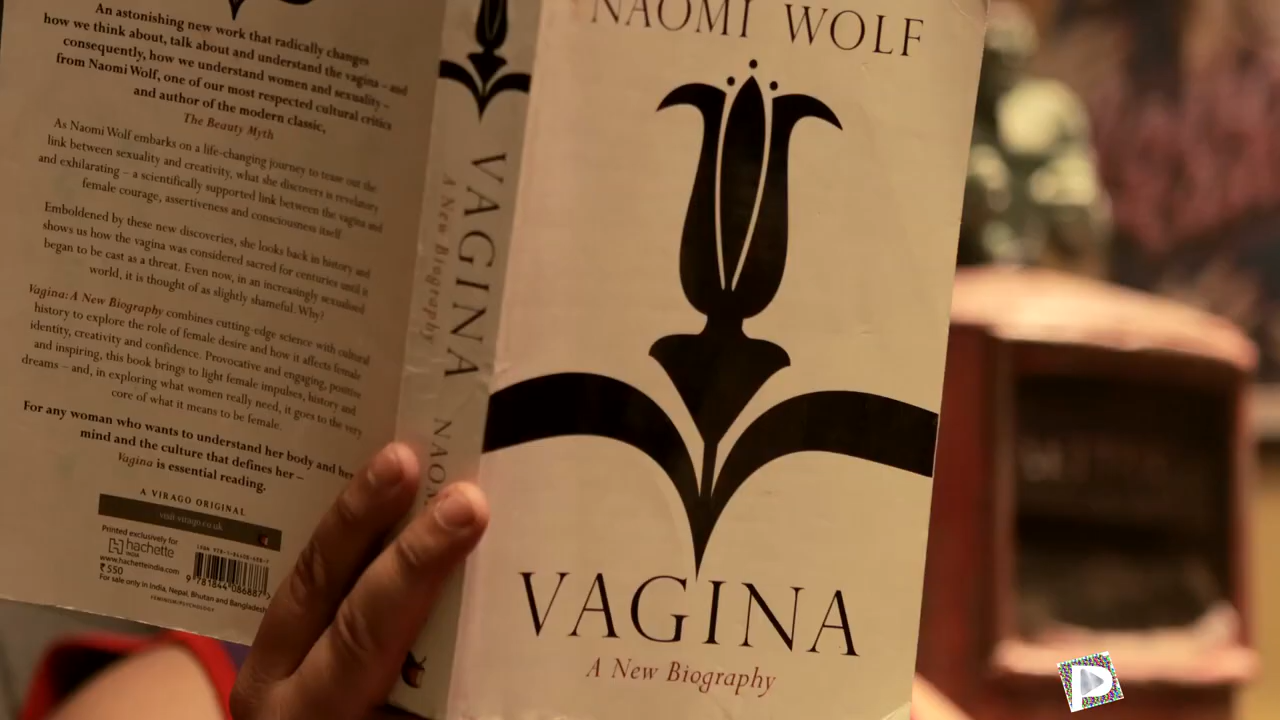 An astonishing new work that radically changes
how we think about, talk about and understand the vagina – and
consequently, how we understand women and sexuality –
from Naomi Wolf, one of our most respected cultural critics
and author of the modern classic,
The Beauty Myth
As Naomi Wolf embarks on a life-changing journey to tease out the
link between sexuality and creativity, what she discovers is revelatory
and exhilarating – a scientifically supported link between the vagina and
female courage, assertiveness and consciousness itself.
Emboldened by these new discoveries, she looks back in history and
shows us how the vagina was considered sacred for centuries until it
began to be cast as a threat. Even now, in an increasingly sexualised
world, it is thought of as slightly shameful. Why?
Vagina: A New Biography combines cutting-edge science with cultural
history to explore the role of female desire and how it affects female
identity, creativity and confidence. Provocative and engaging, positive
and inspiring, this book brings to light female impulses, history and
dreams – and, in exploring what women really need, it goes to the very
core of what it means to be female.
For any woman who wants to understand her body and her
mind and the culture that defines her –
Vagina is essential reading.
A VIRAGO ORIGINAL
visit virago.co.uk
Printed exclusively for
hachette
INDIA
www.hachetteindia.com
₹ 550
For sale only in India, Nepal, Bhutan and Bangladesh
FEMINISM/PSYCHOLOGY
ISBN 978-1-84408-688-7
9 781844 086887 >
VAGINA NAOM
A New Biography
NAOMI WOLF
VAGINA
A New Biography